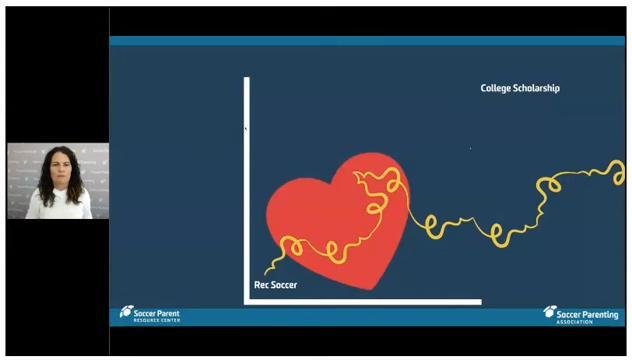 College Scholarship
Rec Soccer
Soccer Parent
RESOURCE CENTER
Soccer Parenting
ASSOCIATION